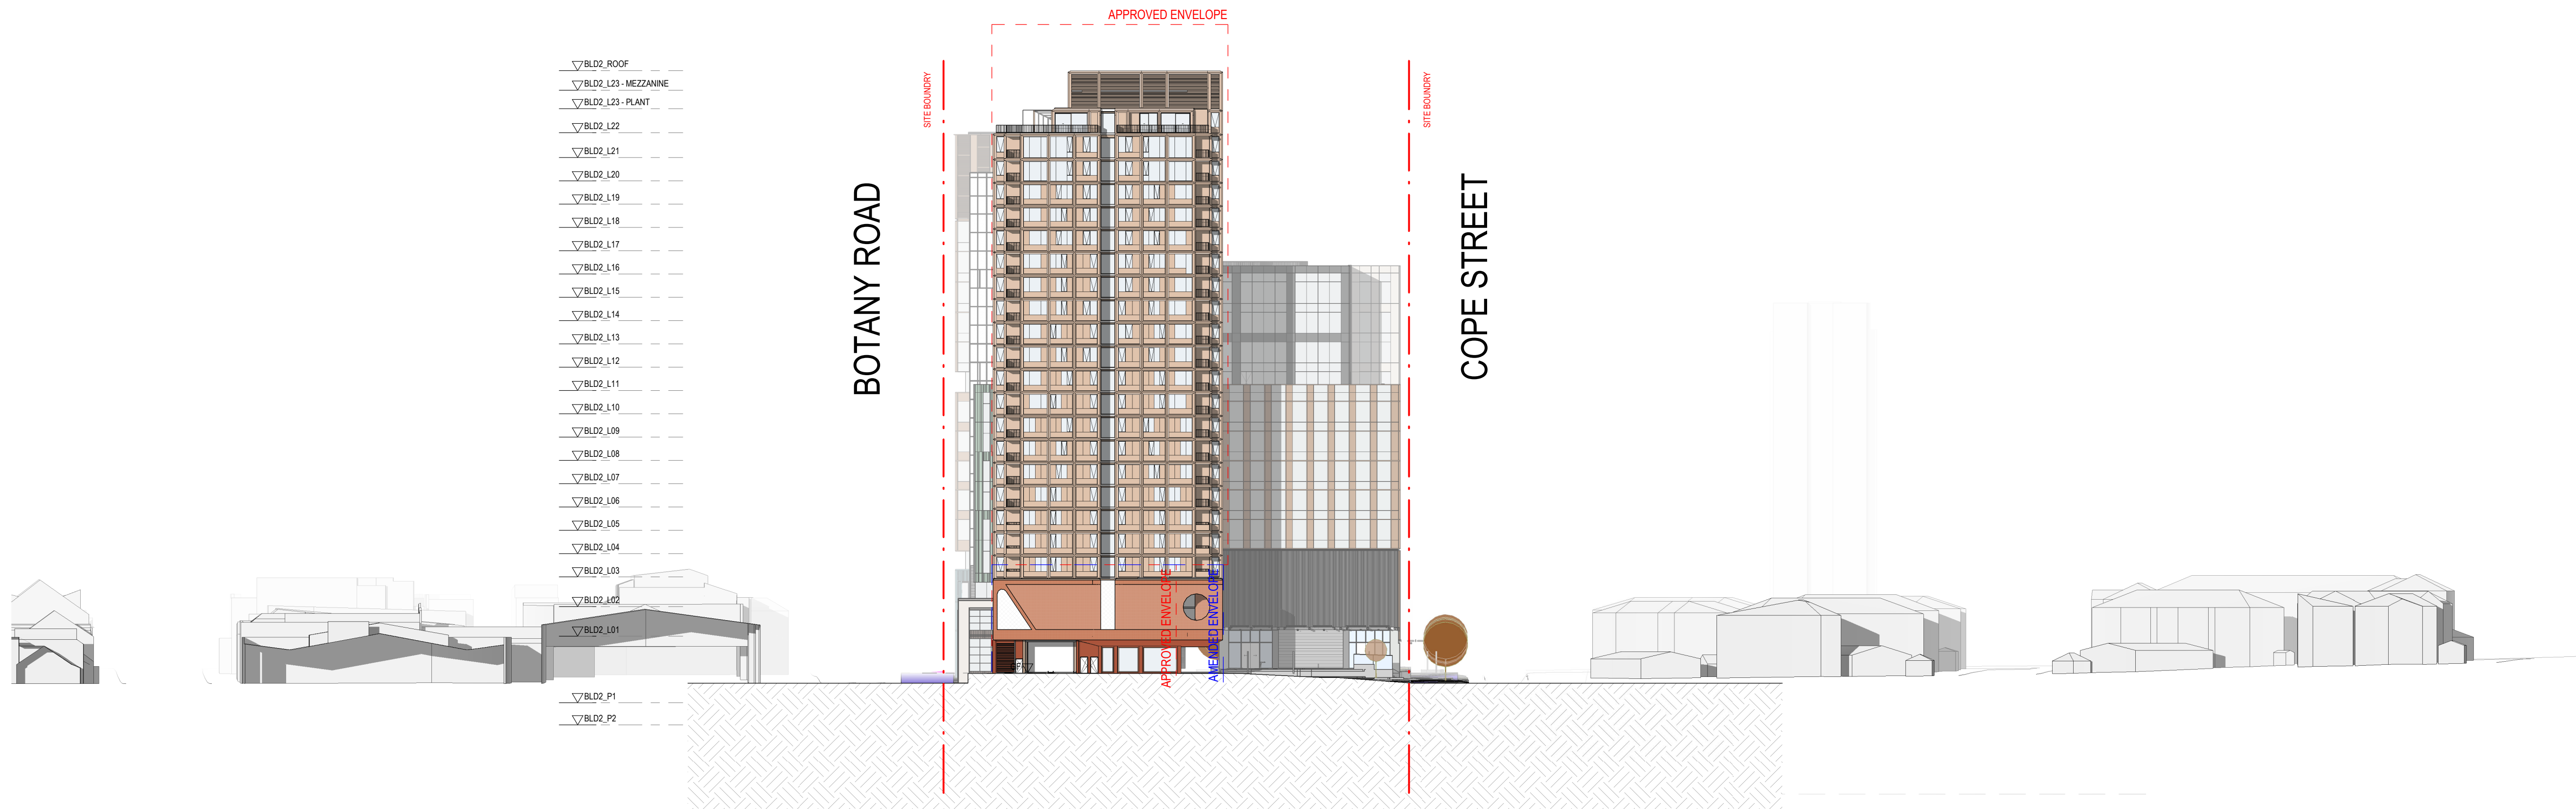 APPROVED ENVELOPE
BLD2_ROOF
BLD2_L23 - MEZZANINE
BLD2_L23 - PLANT
BLD2_L22
BLD2_L21
BLD2_L20
BLD2_L19
BLD2_L18
BLD2_L17
BLD2_L16
BLD2_L15
BLD2_L14
BLD2_L13
BLD2_L12
BLD2_L11
BLD2_L10
BLD2_L09
BLD2_L08
BLD2_L07
BLD2_L06
BLD2_L05
BLD2_L04
BLD2_L03
BLD2_L02
BLD2_L01
BLD2_P1
BLD2_P2
BOTANY ROAD
SITE BOUNDRY
APPROVED ENVELOPE
AMENDED ENVELOPE
SITE BOUNDRY
COPE STREET